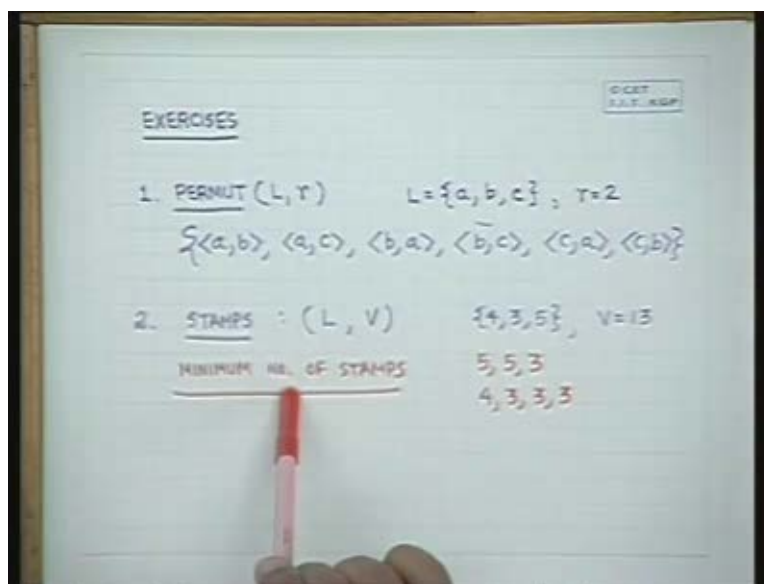 © CET
I.I.T. KGP
EXERCISES
1. PERMUT (L, r) L = {a, b, c}, r=2
{<a,b>, <a,c>, <b,a>, <b,c>, <c,a>, <c,b>}
2. STAMPS : (L, V) {4,3,5}, V=13
MINIMUM NO. OF STAMPS 5, 5, 3
4, 3, 3, 3